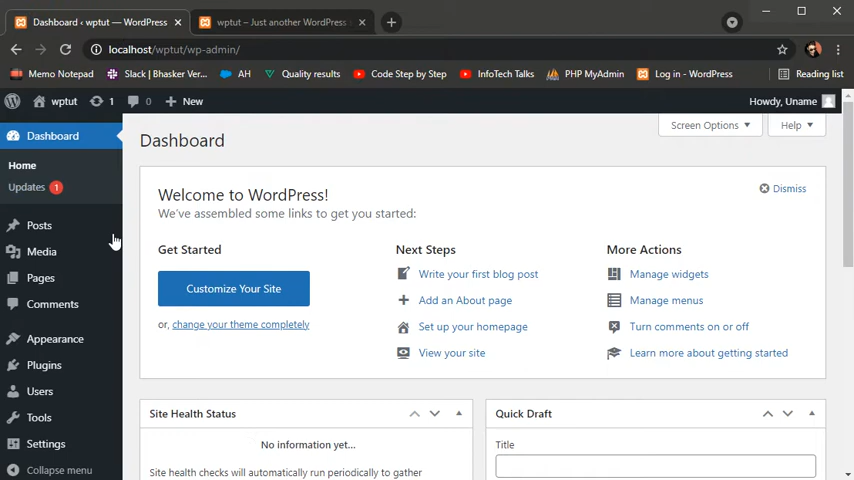 Dashboard ‹ wptut — WordPress
wptut – Just another WordPress
localhost/wptut/wp-admin/
Memo Notepad
Slack | Bhasker Ver...
AH
Quality results
Code Step by Step
InfoTech Talks
PHP MyAdmin
Log in - WordPress
Reading list
wptut
1
0
New
Howdy, Uname
Dashboard
Home
Updates 1
Posts
Media
Pages
Comments
Appearance
Plugins
Users
Tools
Settings
Collapse menu
Screen Options
Help
Dashboard
Welcome to WordPress!
We've assembled some links to get you started:
Dismiss
Get Started
Customize Your Site
or, change your theme completely
Next Steps
Write your first blog post
Add an About page
Set up your homepage
View your site
More Actions
Manage widgets
Manage menus
Turn comments on or off
Learn more about getting started
Site Health Status
No information yet...
Site health checks will automatically run periodically to gather
Quick Draft
Title